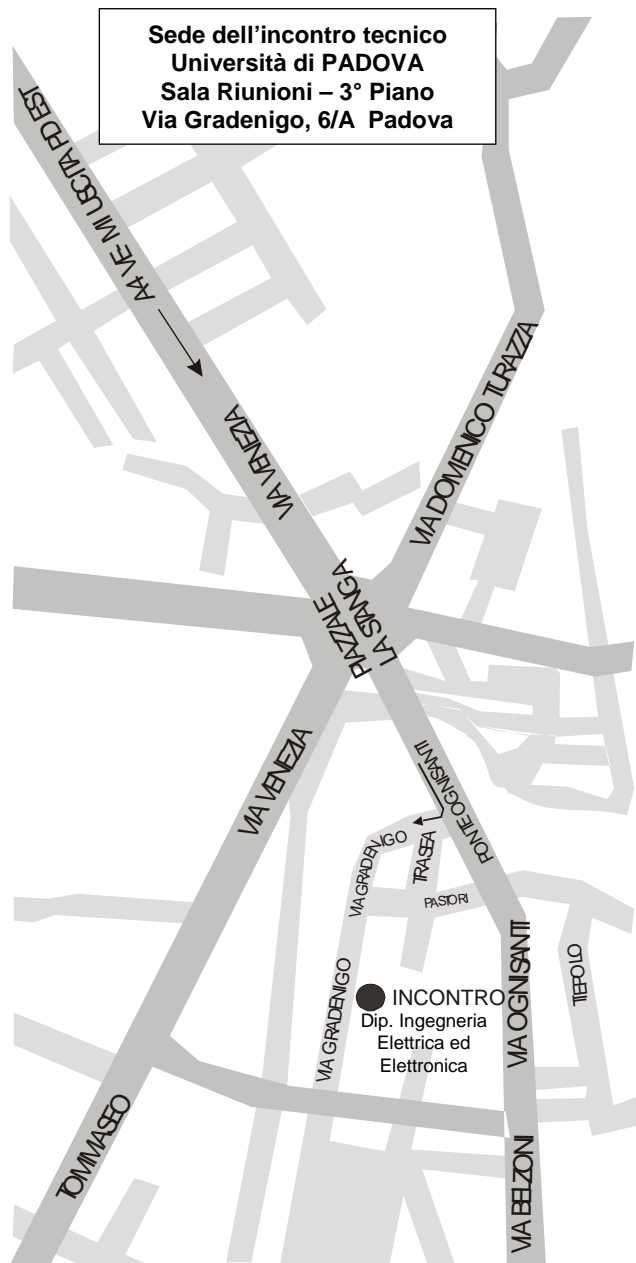 Sede dell'incontro tecnico
Università di PADOVA
Sala Riunioni – 3° Piano
Via Gradenigo, 6/A Padova
A4 VE-MI USCITA PD EST
VIA VENEZIA
VIA DOMENICO TURAZZA
PIAZZALE
LA STANGA
VIA VENEZIA
PONTE OGNISANTI
VIA GRADENIGO
TRASEA
PASTORI
VIA GRADENIGO
INCONTRO
Dip. Ingegneria
Elettrica ed
Elettronica
VIA OGNISANTI
TIEPOLO
TOMMASEO
VIA BELZONI